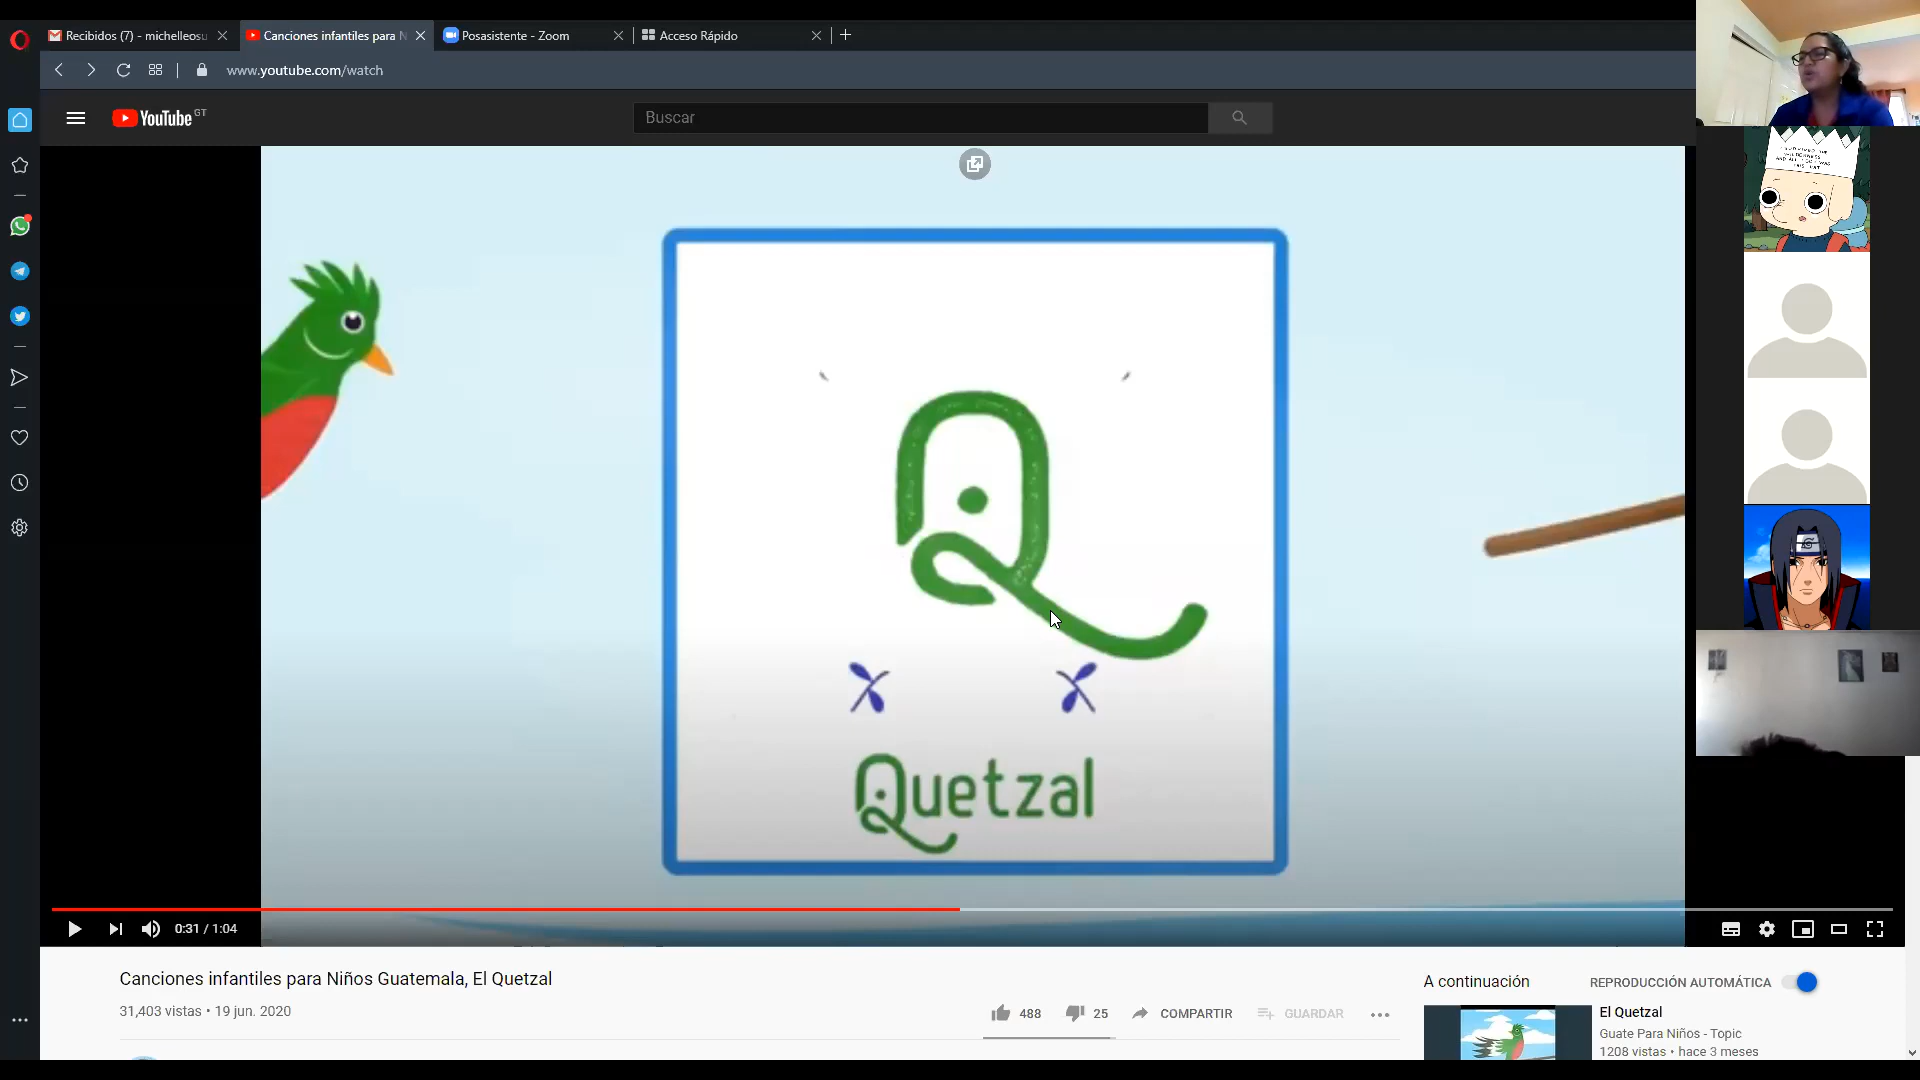 Recibidos (7) - michelleosu
Canciones infantiles para N
Posasistente - Zoom
Acceso Rápido
www.youtube.com/watch
YouTube GT
Buscar
Q
Quetzal
0:31 / 1:04
Canciones infantiles para Niños Guatemala, El Quetzal
31,403 vistas • 19 jun. 2020
488
25
COMPARTIR
GUARDAR
A continuación
REPRODUCCIÓN AUTOMÁTICA
El Quetzal
Guate Para Niños - Topic
1208 vistas • hace 3 meses